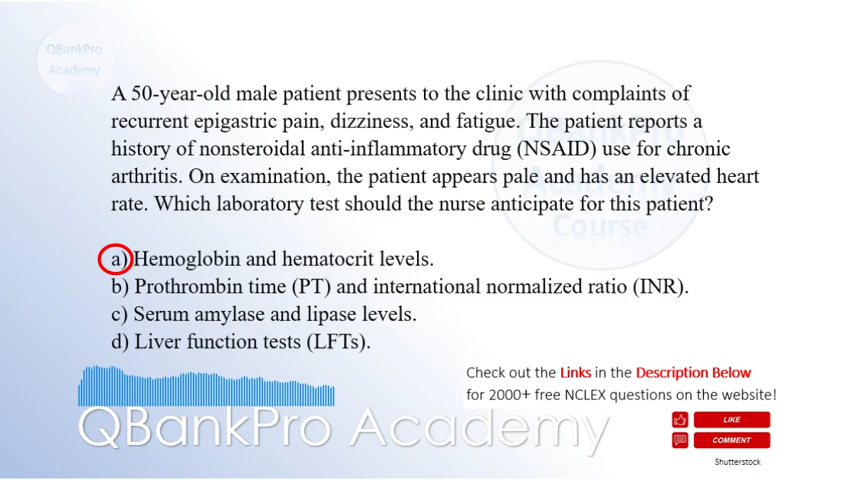 QBankPro
Academy
A 50-year-old male patient presents to the clinic with complaints of
recurrent epigastric pain, dizziness, and fatigue. The patient reports a
history of nonsteroidal anti-inflammatory drug (NSAID) use for chronic
arthritis. On examination, the patient appears pale and has an elevated heart
rate. Which laboratory test should the nurse anticipate for this patient?
QBankPro
Academy
Course
a) Hemoglobin and hematocrit levels.
b) Prothrombin time (PT) and international normalized ratio (INR).
c) Serum amylase and lipase levels.
d) Liver function tests (LFTs).
Check out the Links in the Description Below
for 2000+ free NCLEX questions on the website!
QBankPro Academy
LIKE
COMMENT
Shutterstock